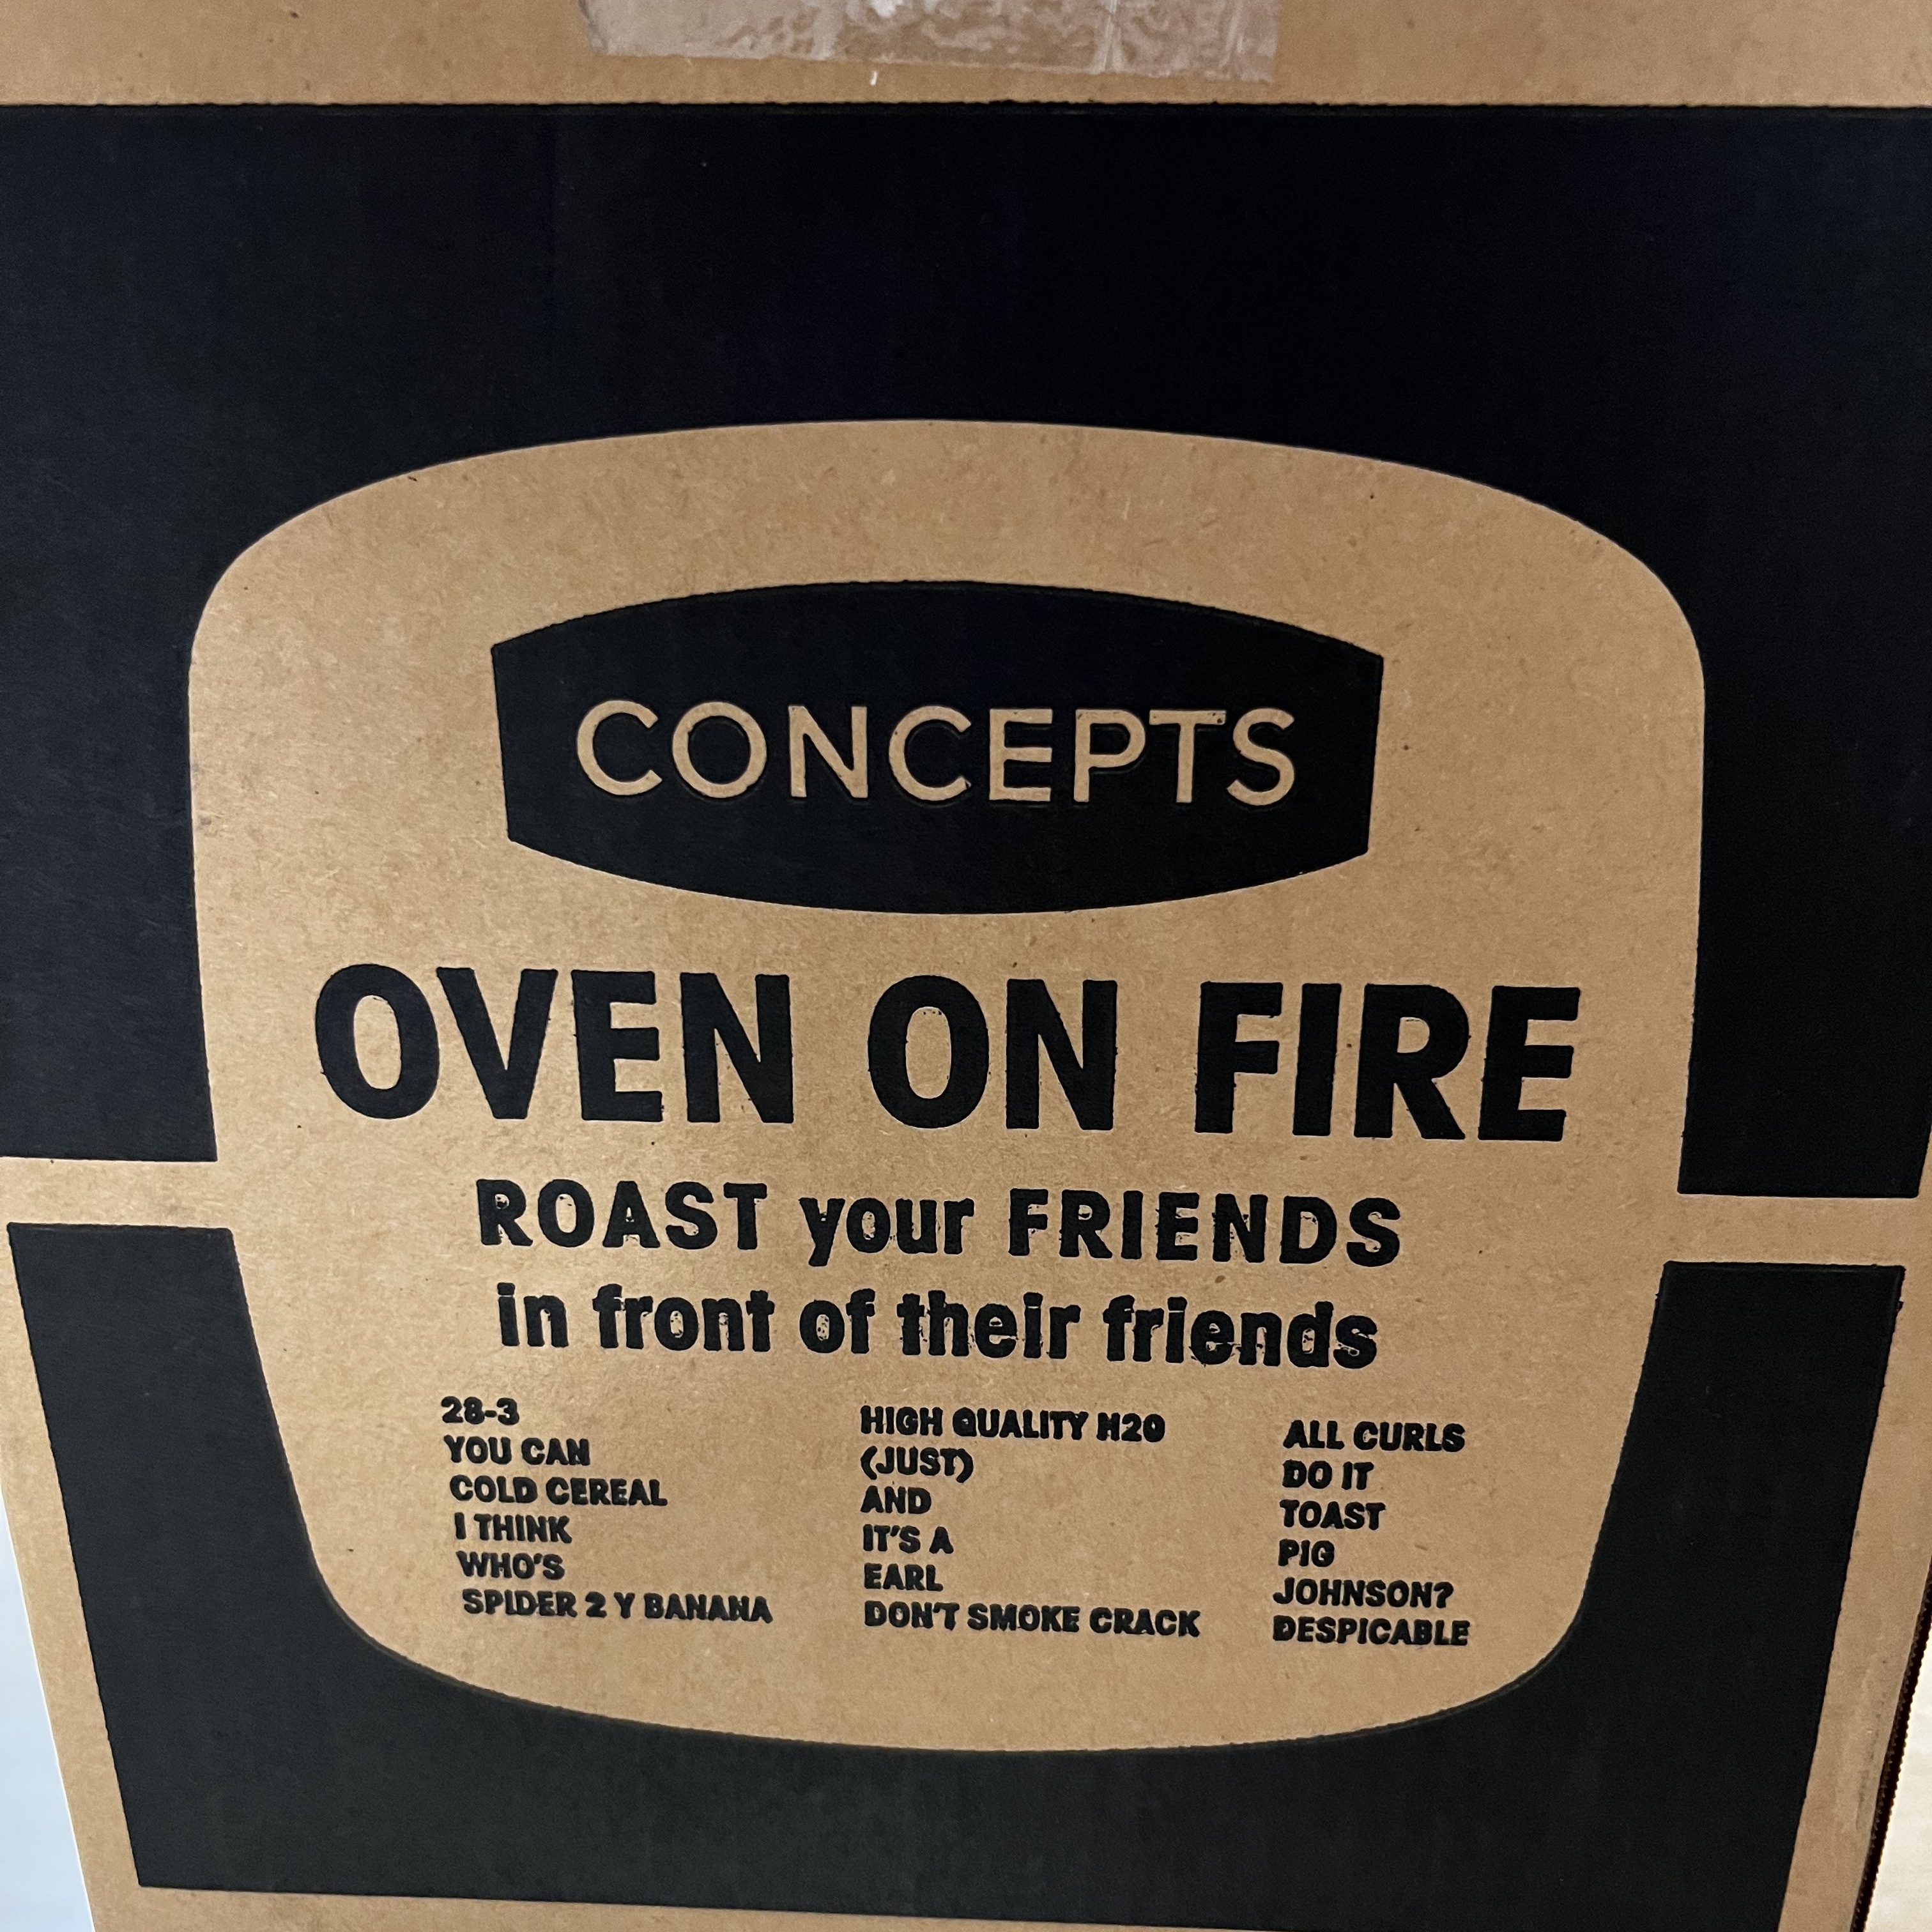 CONCEPTS
OVEN ON FIRE
ROAST your FRIENDS
in front of their friends
28-3
YOU CAN
COLD CEREAL
I THINK
WHO'S
SPIDER 2 Y BANANA
HIGH QUALITY H20
(JUST)
AND
IT'S A
EARL
DON'T SMOKE CRACK
ALL CURLS
DO IT
TOAST
PIG
JOHNSON?
DESPICABLE